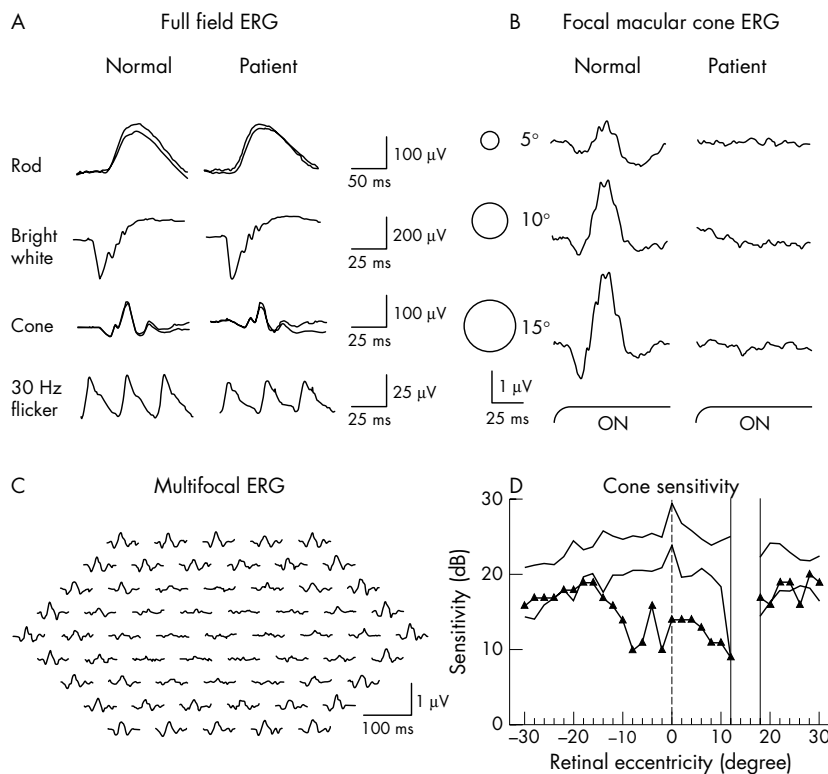 A
Full field ERG
Normal
Patient
Rod
100 μV
50 ms
Bright
white
200 μV
25 ms
Cone
100 μV
25 ms
30 Hz
flicker
25 μV
25 ms
B
Focal macular cone ERG
Normal
Patient
5°
10°
15°
1 μV
25 ms
ON
ON
C
Multifocal ERG
1 μV
100 ms
D
Cone sensitivity
30
20
10
0
Sensitivity (dB)
–30
–20
–10
0
10
20
30
Retinal eccentricity (degree)